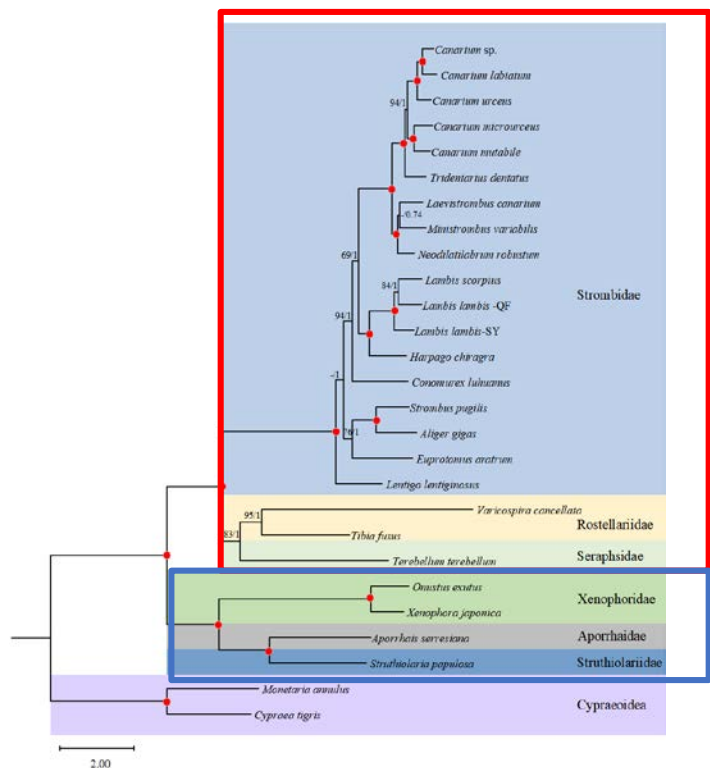 Canarium sp.
Canarium labiatum
94/1
Canarium urceus
Canarium microurceus
Canarium mutabile
Tridentarius dentatus
Laevistrombus canarium
-/0.74
Ministrombus variabilis
Neodilatilabrum robustum
69/1
Lambis scorpius
84/1
Strombidae
Lambis lambis -QF
94/1
Lambis lambis-SY
Harpago chiragra
-/1
Conomurex luhuanus
Strombus pugilis
76/1
Aliger gigas
Euprotomus aratrum
Lentigo lentiginosus
95/1
Varicospira cancellata
Rostellariidae
83/1
Tibia fusus
Terebellum terebellum
Seraphsidae
Onustus exutus
Xenophoridae
Xenophora japonica
Aporrhais serresiana
Aporrhaidae
Struthiolaria papulosa
Struthiolariidae
Monetaria annulus
Cypraeoidea
Cypraea tigris
2.00